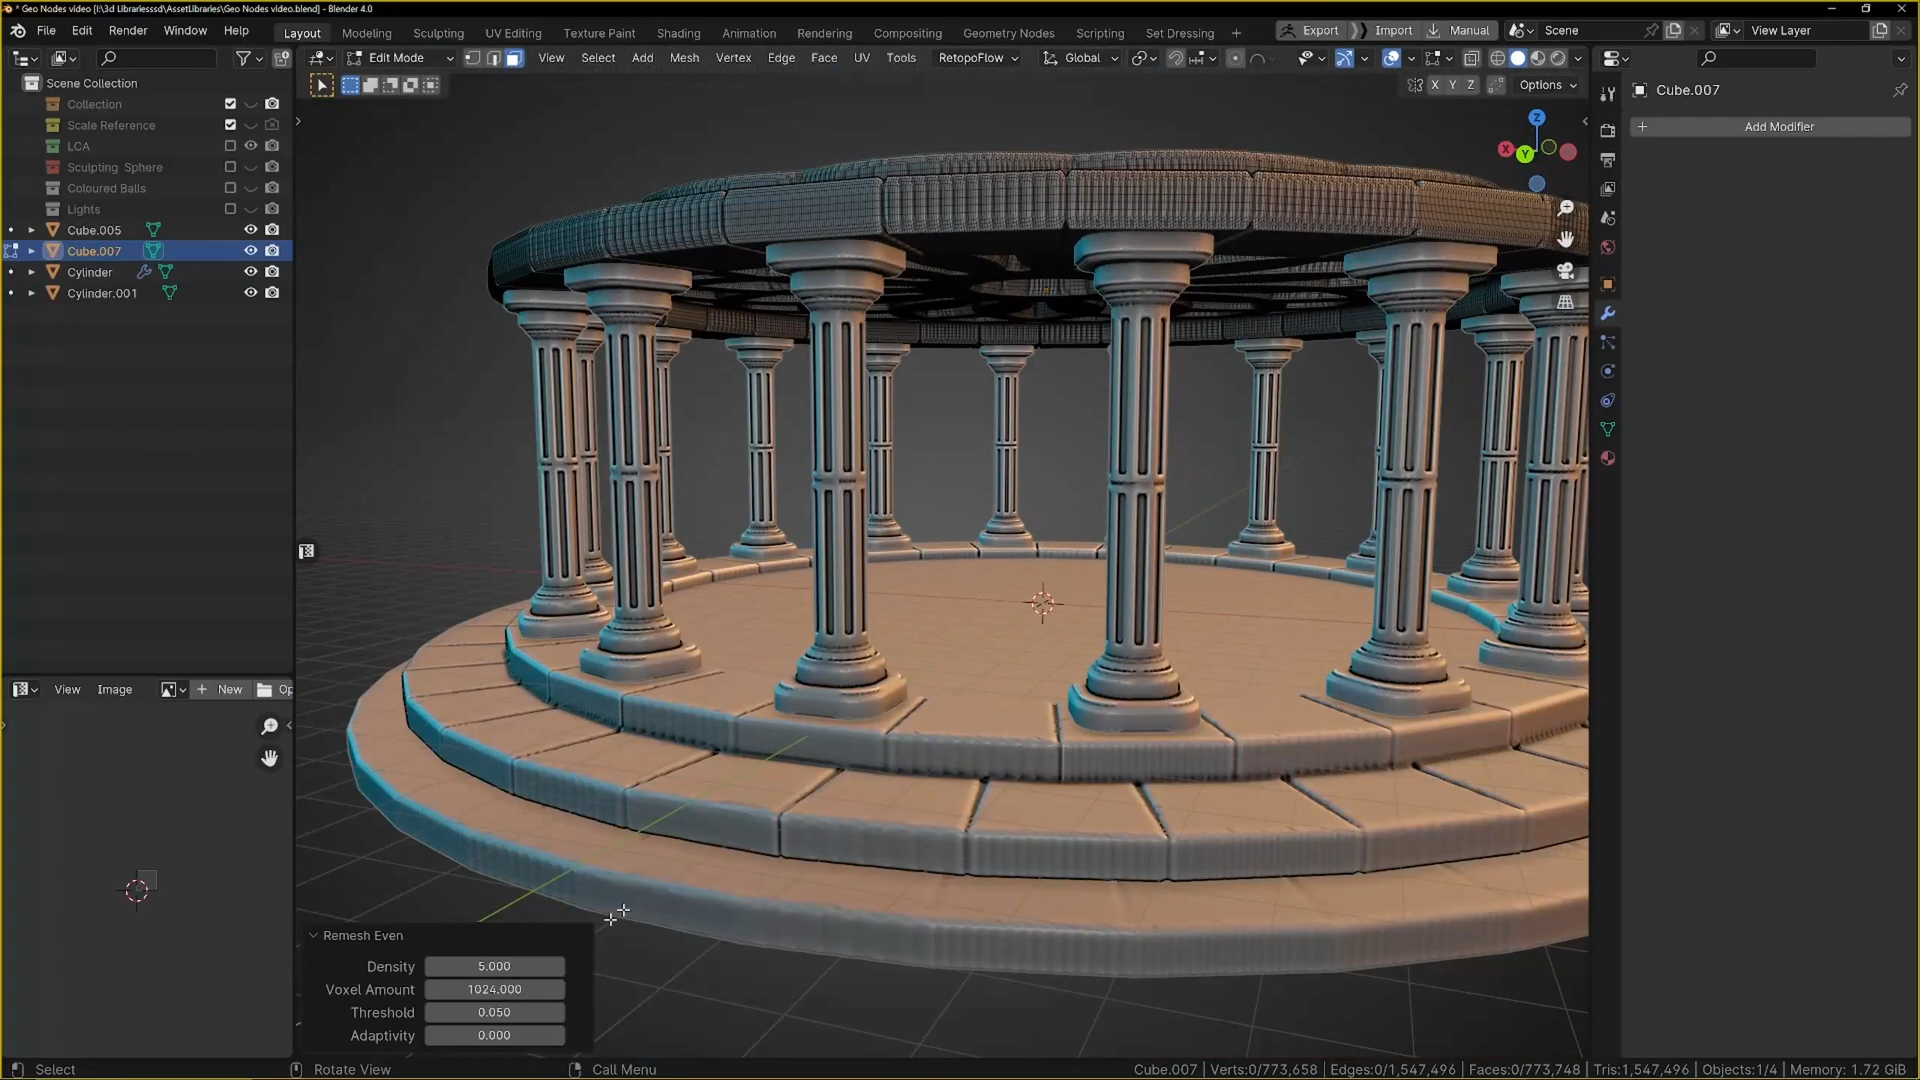 * Geo Nodes video [I:\3d Librariesssd\AssetLibraries\Geo Nodes video.blend] - Blender 4.0
File Edit Render Window Help
Layout Modeling Sculpting UV Editing Texture Paint Shading Animation Rendering Compositing Geometry Nodes Scripting Set Dressing +
Export Import Manual Scene View Layer
Edit Mode View Select Add Mesh Vertex Edge Face UV Tools RetopoFlow Global
X Y Z Options
Scene Collection
Collection
Scale Reference
LCA
Sculpting Sphere
Coloured Balls
Lights
Cube.005
Cube.007
Cylinder
Cylinder.001
Z
X
Y
Cube.007
+ Add Modifier
View Image + New Op
Remesh Even
Density 5.000
Voxel Amount 1024.000
Threshold 0.050
Adaptivity 0.000
Select Rotate View Call Menu
Cube.007 | Verts:0/773,658 | Edges:0/1,547,496 | Faces:0/773,748 | Tris:1,547,496 | Objects:1/4 | Memory: 1.72 GiB